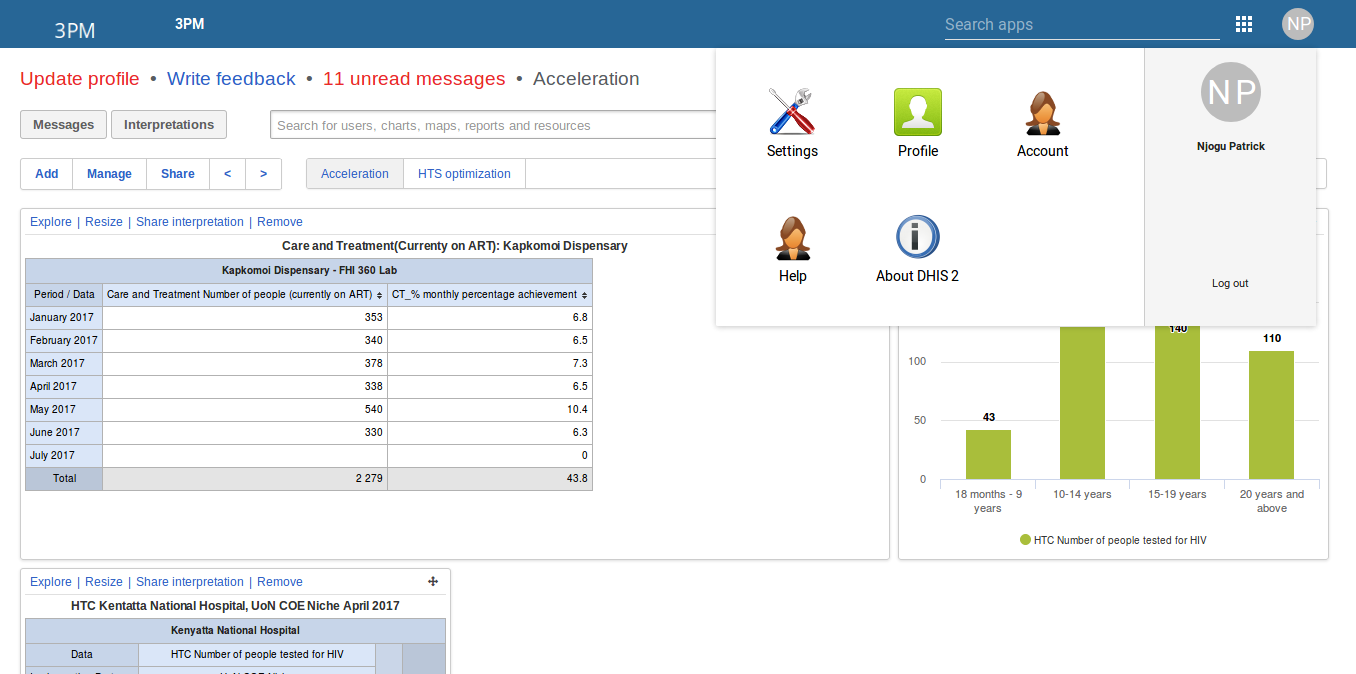 3PM
3PM
Search apps
NP
Update profile • Write feedback • 11 unread messages • Acceleration
Messages
Interpretations
Search for users, charts, maps, reports and resources
Add
Manage
Share
<
>
Acceleration
HTS optimization
Settings
Profile
Account
Help
About DHIS 2
NP
Njogu Patrick
Log out
Explore | Resize | Share interpretation | Remove
Care and Treatment(Currenty on ART): Kapkomoi Dispensary
Kapkomoi Dispensary - FHI 360 Lab
Period / Data Care and Treatment Number of people (currently on ART) CT_% monthly percentage achievement
January 2017 353 6.8
February 2017 340 6.5
March 2017 378 7.3
April 2017 338 6.5
May 2017 540 10.4
June 2017 330 6.3
July 2017 0
Total 2 279 43.8
140
110
100
50
43
0
18 months - 9
years
10-14 years
15-19 years
20 years and
above
HTC Number of people tested for HIV
Explore | Resize | Share interpretation | Remove
HTC Kentatta National Hospital, UoN COE Niche April 2017
Kenyatta National Hospital
Data HTC Number of people tested for HIV